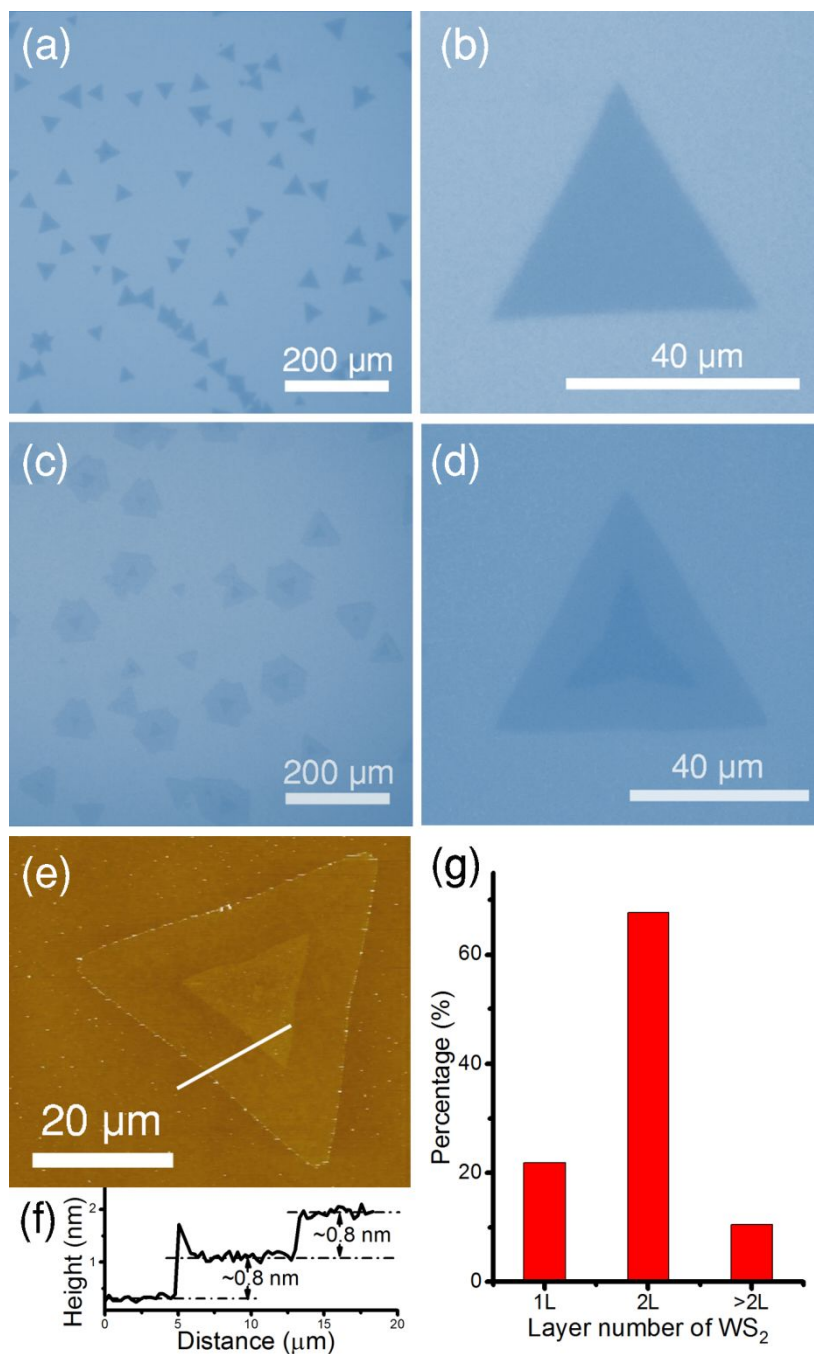 (a)
200 μm
(b)
40 μm
(c)
200 μm
(d)
40 μm
(e)
20 μm
(f)
Height (nm)
2
1
~0.8 nm
~0.8 nm
0
5
10
15
20
Distance (μm)
(g)
Percentage (%)
60
40
20
0
1L
2L
>2L
Layer number of WS₂